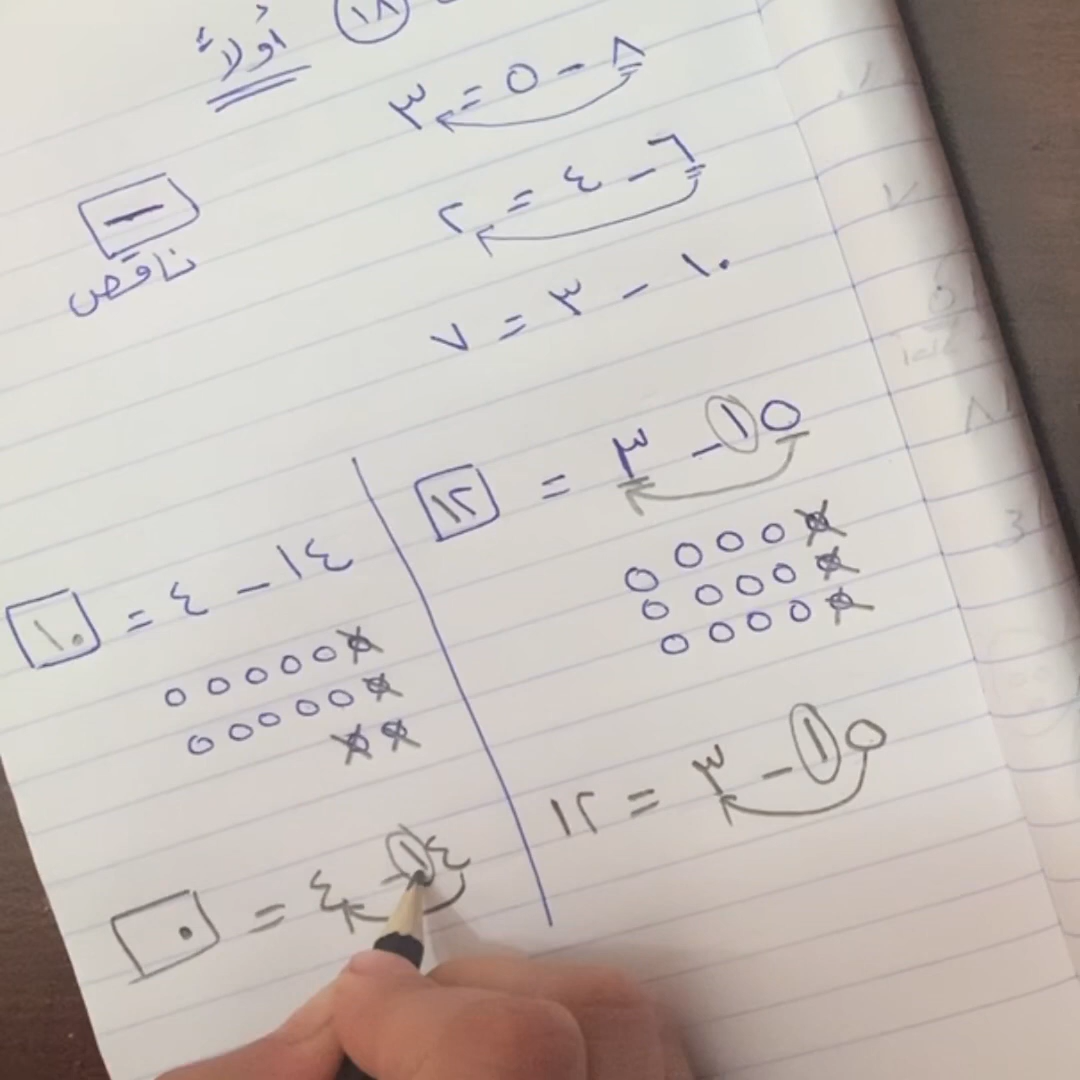 ١٨
أولاً
٨ - ٥ = ٣
٦ - ٤ = ٢
-
ناقص
١٠ - ٣ = ٧
١٥ - ٣ = ١٢
١٤ - ٤ = ١٠
١٥ - ٣ = ١٢
١٤ - ٤ = ٠